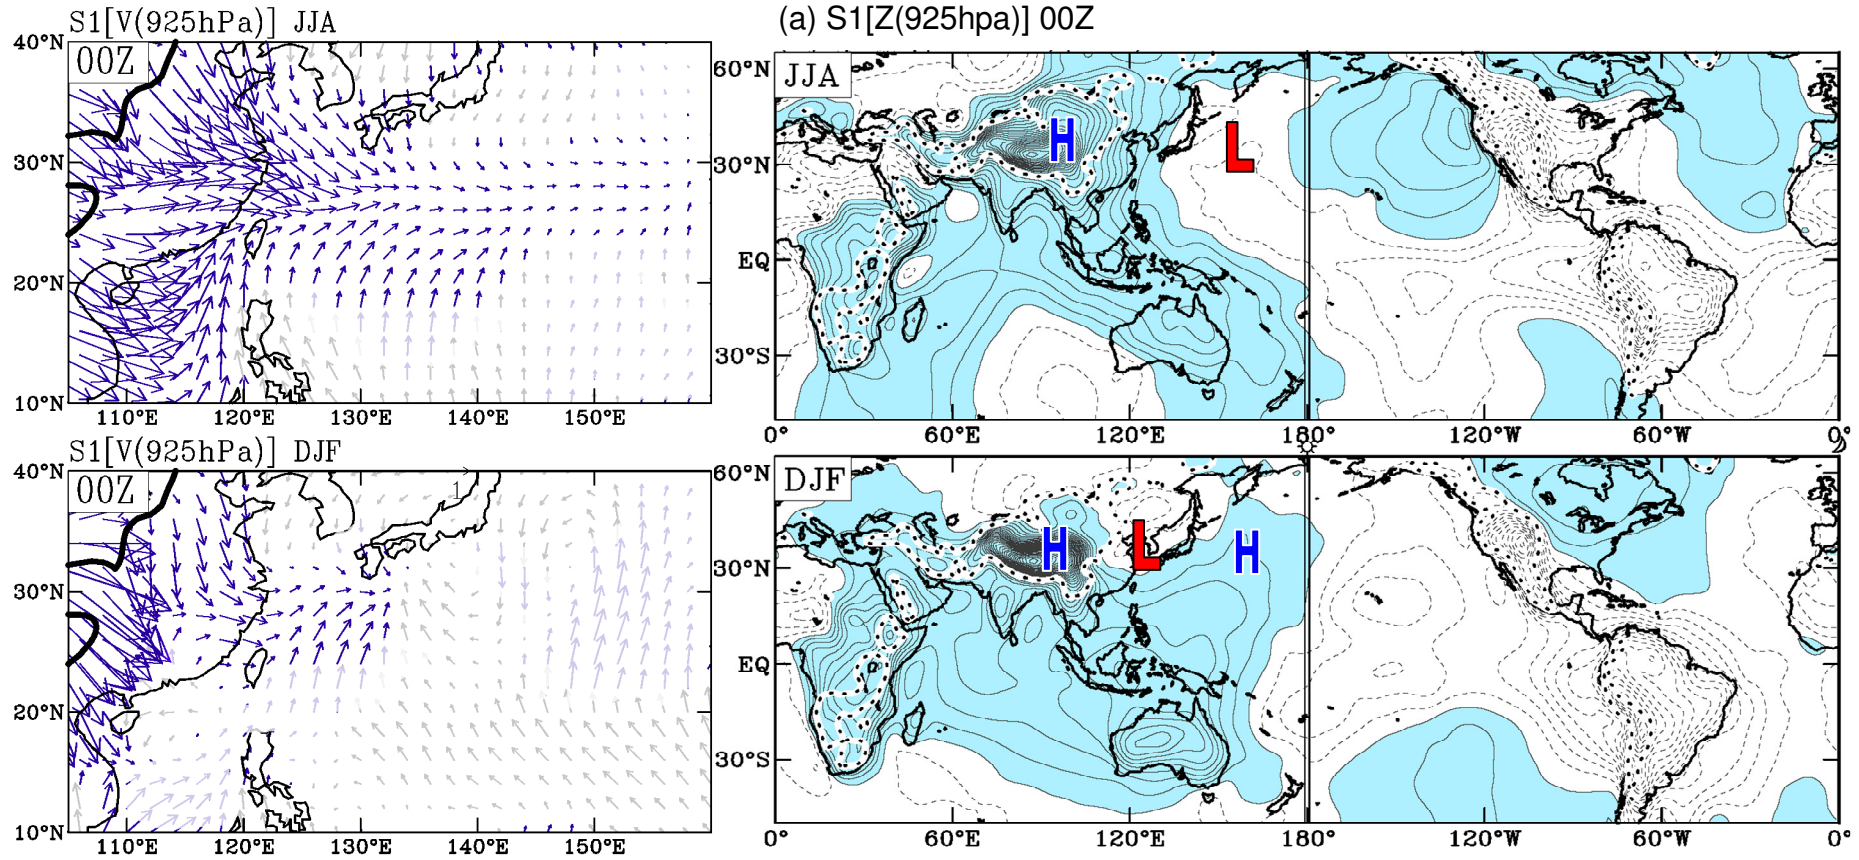 S1[V(925hPa)] JJA
40°N
00Z
30°N
20°N
10°N
110°E 120°E 130°E 140°E 150°E
S1[V(925hPa)] DJF
40°N
00Z
1
30°N
20°N
10°N
110°E 120°E 130°E 140°E 150°E
(a) S1[Z(925hpa)] 00Z
60°N
JJA
H
L
30°N
EQ
30°S
0° 60°E 120°E 180° 120°W 60°W 0°
60°N
DJF
H
L
H
30°N
EQ
30°S
0° 60°E 120°E 180° 120°W 60°W 0°